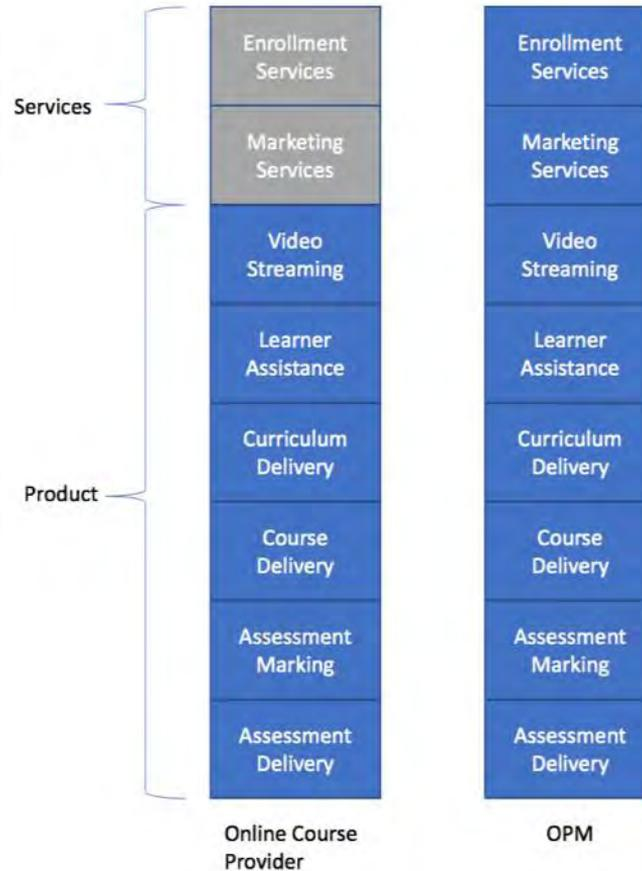 Services
Product
Enrollment
Services
Marketing
Services
Video
Streaming
Learner
Assistance
Curriculum
Delivery
Course
Delivery
Assessment
Marking
Assessment
Delivery
Online Course
Provider
Enrollment
Services
Marketing
Services
Video
Streaming
Learner
Assistance
Curriculum
Delivery
Course
Delivery
Assessment
Marking
Assessment
Delivery
OPM